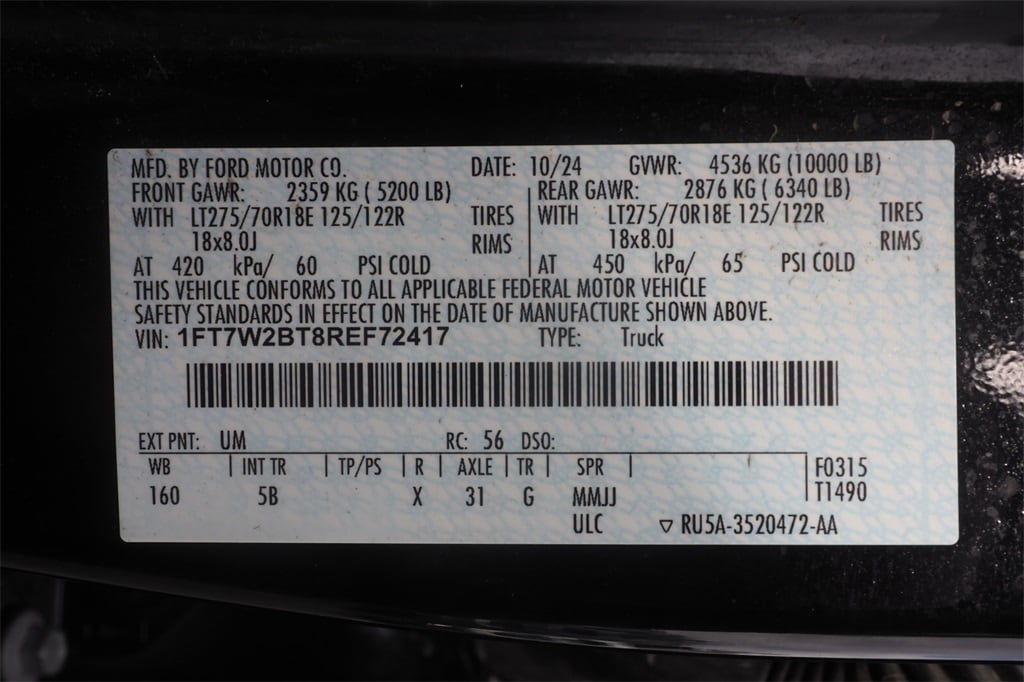 MFD. BY FORD MOTOR CO. DATE: 10/24 GVWR: 4536 KG (10000 LB)
FRONT GAWR: 2359 KG ( 5200 LB) REAR GAWR: 2876 KG ( 6340 LB)
WITH LT275/70R18E 125/122R TIRES WITH LT275/70R18E 125/122R TIRES
18x8.0J RIMS 18x8.0J RIMS
AT 420 kPa/ 60 PSI COLD AT 450 kPa/ 65 PSI COLD
THIS VEHICLE CONFORMS TO ALL APPLICABLE FEDERAL MOTOR VEHICLE
SAFETY STANDARDS IN EFFECT ON THE DATE OF MANUFACTURE SHOWN ABOVE.
VIN: 1FT7W2BT8REF72417 TYPE: Truck
EXT PNT: UM RC: 56 DSO:
WB INT TR TP/PS R AXLE TR SPR F0315
160 5B X 31 G MMJJ T1490
ULC ▽ RU5A-3520472-AA